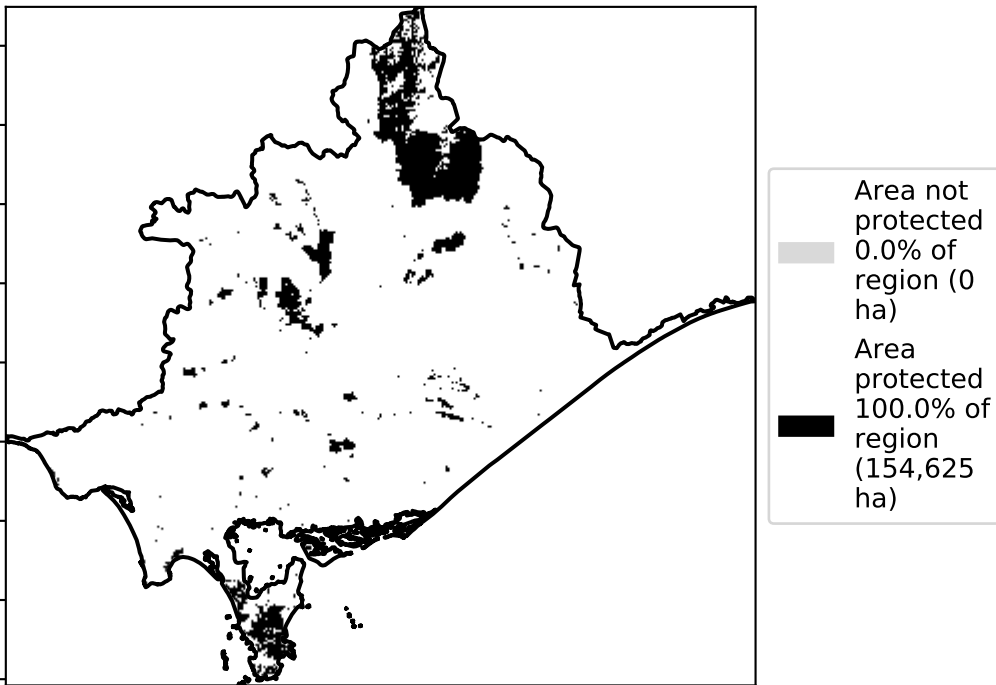 Area not
protected
0.0% of
region (0
ha)
Area
protected
100.0% of
region
(154,625
ha)